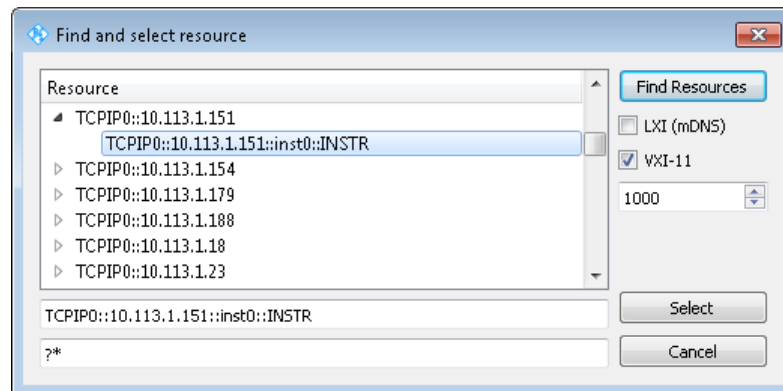 Find and select resource
Resource
TCPIP0::10.113.1.151
TCPIP0::10.113.1.151::inst0::INSTR
TCPIP0::10.113.1.154
TCPIP0::10.113.1.179
TCPIP0::10.113.1.188
TCPIP0::10.113.1.18
TCPIP0::10.113.1.23
Find Resources
LXI (mDNS)
VXI-11
1000
TCPIP0::10.113.1.151::inst0::INSTR
Select
?*
Cancel